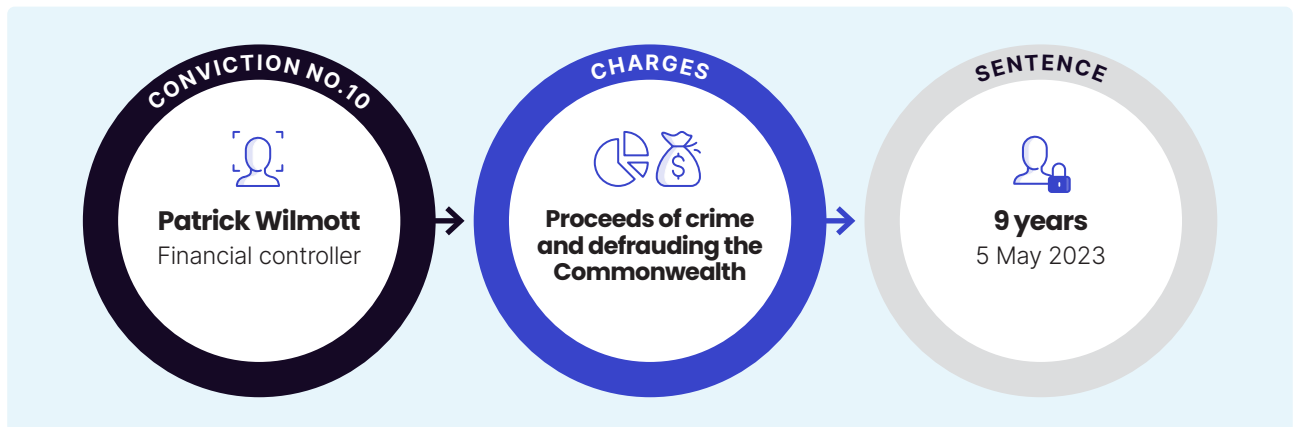 CONVICTION NO.10
Patrick Wilmott
Financial controller
CHARGES
$
Proceeds of crime
and defrauding the
Commonwealth
SENTENCE
9 years
5 May 2023